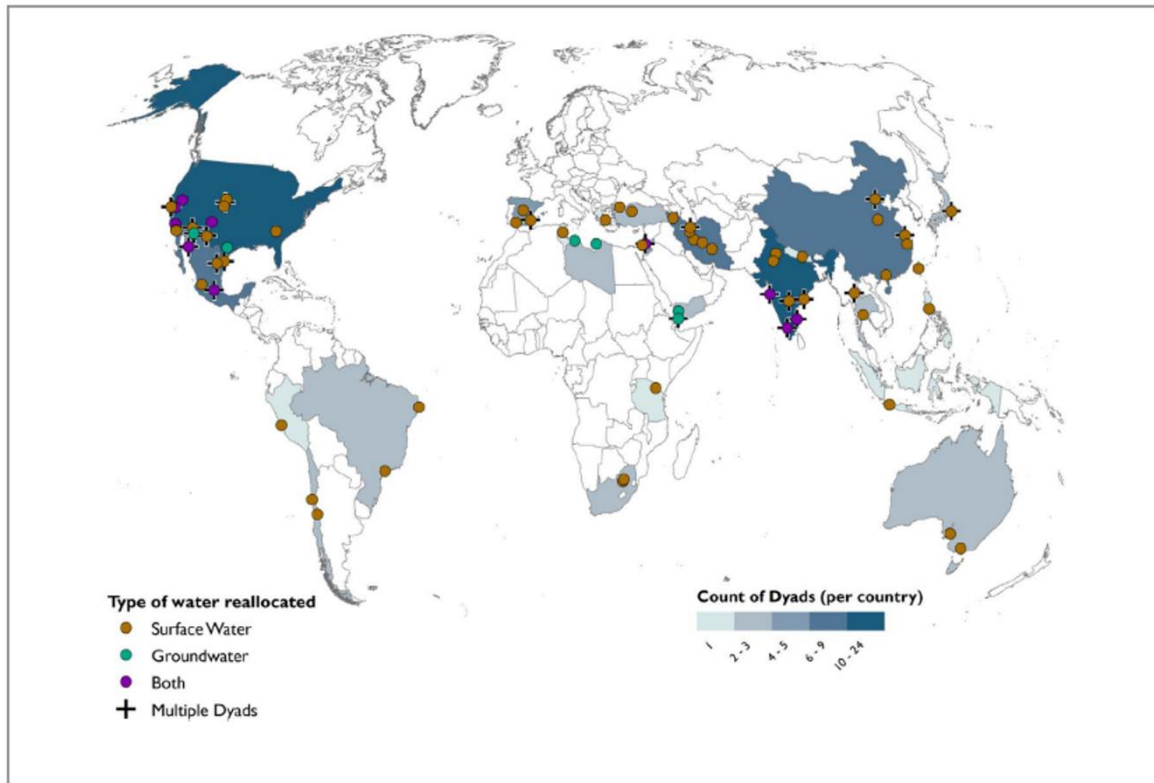 Type of water reallocated
Surface Water
Groundwater
Both
Multiple Dyads
Count of Dyads (per country)
1
2 - 3
4 - 5
6 - 9
10 - 24